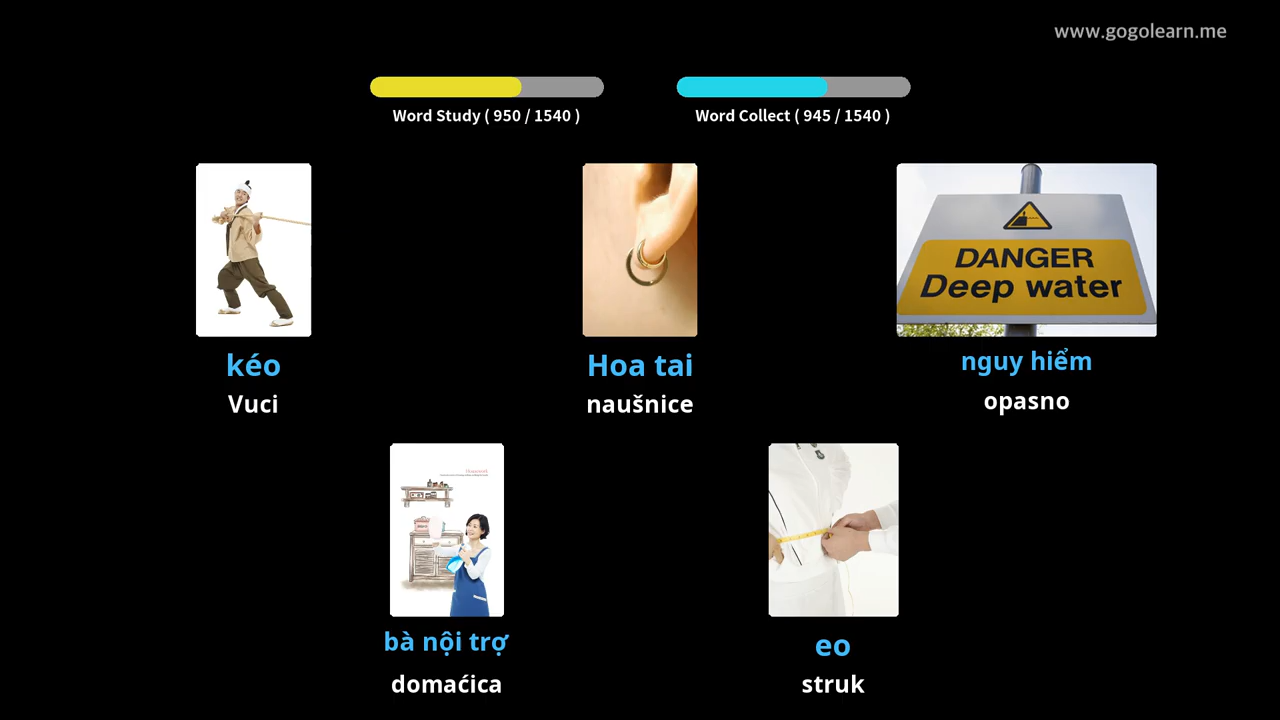 www.gogolearn.me
Word Study ( 950 / 1540 )
Word Collect ( 945 / 1540 )
DANGER
Deep water
kéo
Vuci
Hoa tai
naušnice
nguy hiểm
opasno
bà nội trợ
domaćica
eo
struk